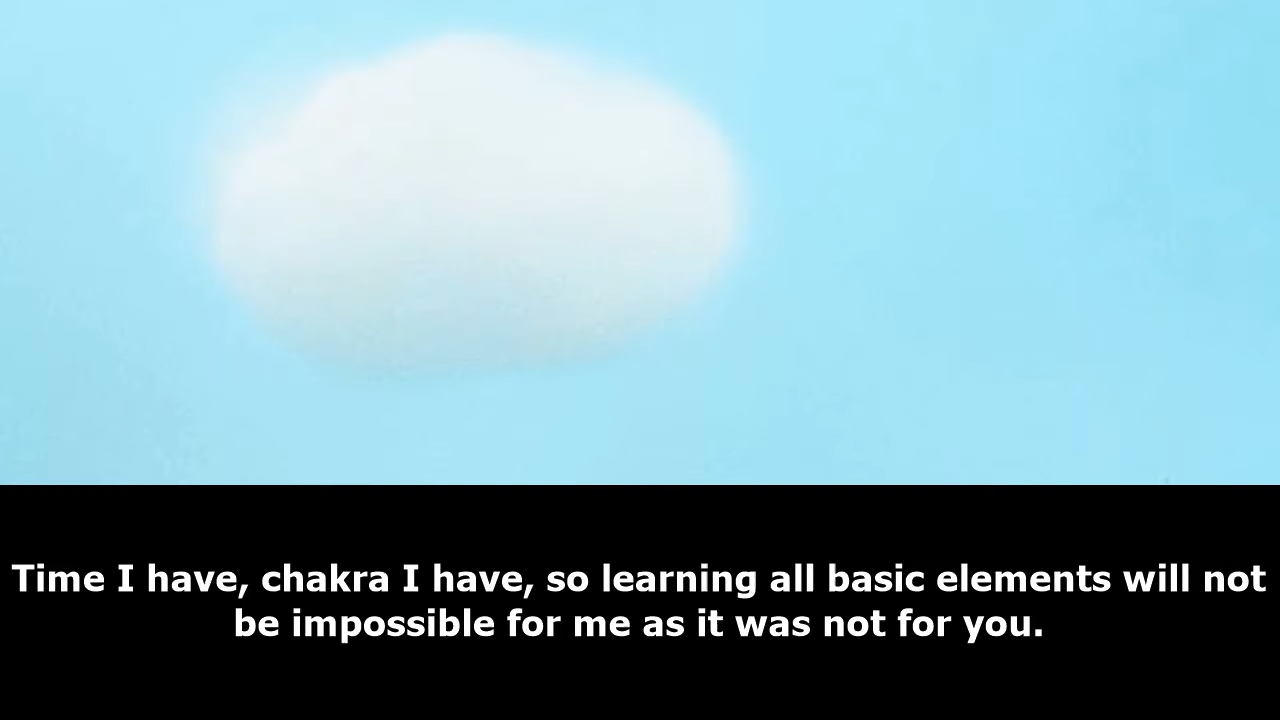 Time I have, chakra I have, so learning all basic elements will not
be impossible for me as it was not for you.